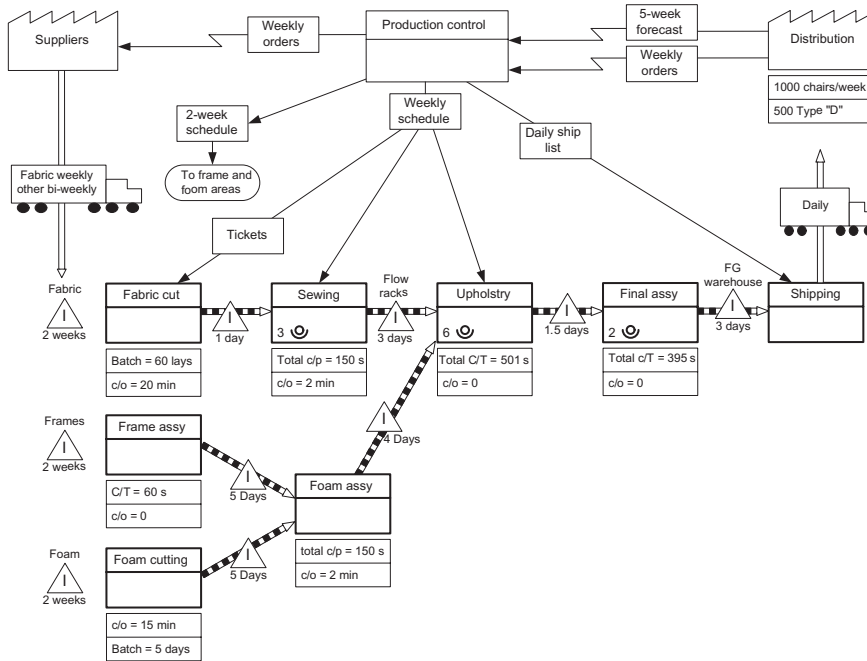 Suppliers
Weekly
orders
Production control
5-week
forecast
Weekly
orders
Distribution
1000 chairs/week
500 Type "D"
2-week
schedule
Weekly
schedule
Daily ship
list
To frame and
foom areas
Fabric weekly
other bi-weekly
Daily
Tickets
Fabric
I
2 weeks
Fabric cut
Batch = 60 lays
c/o = 20 min
I
1 day
Sewing
3
Total c/p = 150 s
c/o = 2 min
Flow
racks
I
3 days
Upholstry
6
Total C/T = 501 s
c/o = 0
I
1.5 days
Final assy
2
Total c/T = 395 s
c/o = 0
FG
warehouse
I
3 days
Shipping
Frames
I
2 weeks
Frame assy
C/T = 60 s
c/o = 0
I
5 Days
I
4 Days
Foam assy
total c/p = 150 s
c/o = 2 min
Foam
I
2 weeks
Foam cutting
c/o = 15 min
Batch = 5 days
I
5 Days